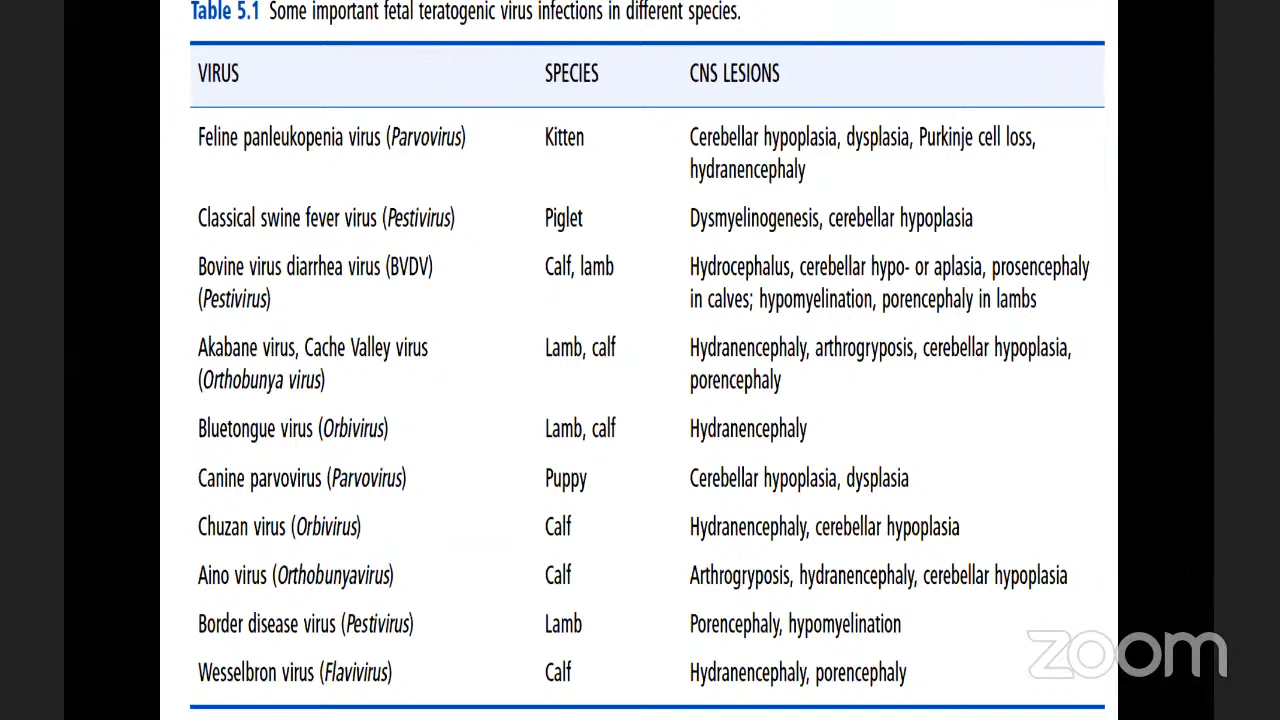 Table 5.1 Some important fetal teratogenic virus infections in different species.
VIRUS SPECIES CNS LESIONS
Feline panleukopenia virus (Parvovirus) Kitten Cerebellar hypoplasia, dysplasia, Purkinje cell loss,
hydranencephaly
Classical swine fever virus (Pestivirus) Piglet Dysmyelinogenesis, cerebellar hypoplasia
Bovine virus diarrhea virus (BVDV) Calf, lamb Hydrocephalus, cerebellar hypo- or aplasia, prosencephaly
(Pestivirus) in calves; hypomyelination, porencephaly in lambs
Akabane virus, Cache Valley virus Lamb, calf Hydranencephaly, arthrogryposis, cerebellar hypoplasia,
(Orthobunya virus) porencephaly
Bluetongue virus (Orbivirus) Lamb, calf Hydranencephaly
Canine parvovirus (Parvovirus) Puppy Cerebellar hypoplasia, dysplasia
Chuzan virus (Orbivirus) Calf Hydranencephaly, cerebellar hypoplasia
Aino virus (Orthobunyavirus) Calf Arthrogryposis, hydranencephaly, cerebellar hypoplasia
Border disease virus (Pestivirus) Lamb Porencephaly, hypomyelination
Wesselbron virus (Flavivirus) Calf Hydranencephaly, porencephaly
zoom